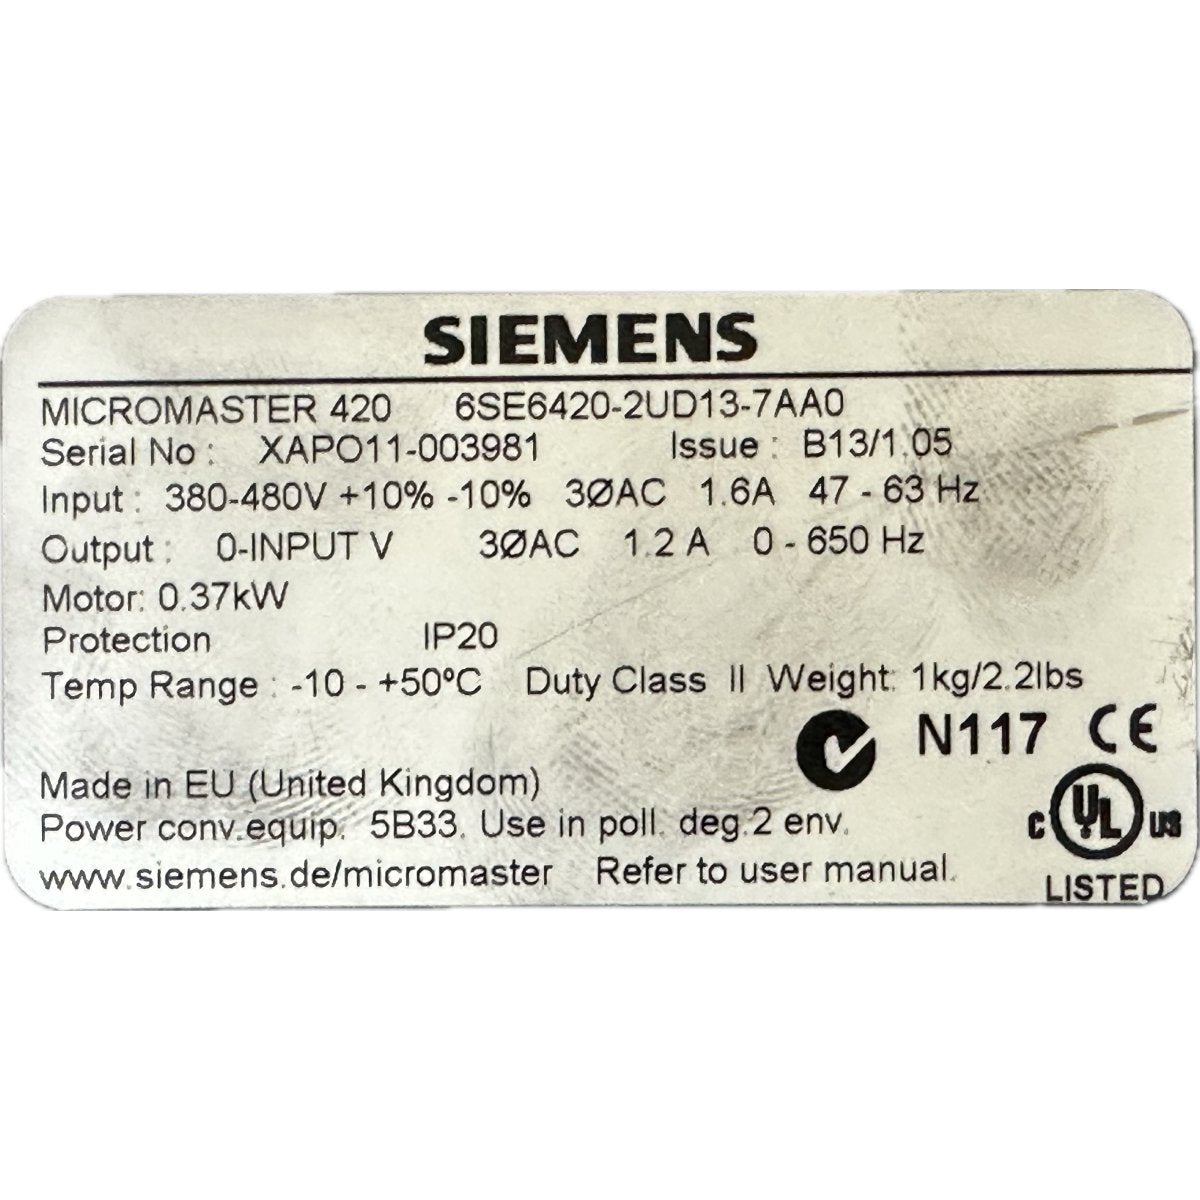 SIEMENS
MICROMASTER 420 6SE6420-2UD13-7AA0
Serial No : XAPO11-003981 Issue : B13/1.05
Input : 380-480V +10% -10% 3ØAC 1.6A 47 - 63 Hz
Output : 0-INPUT V 3ØAC 1.2 A 0 - 650 Hz
Motor: 0.37kW
Protection IP20
Temp Range : -10 - +50ºC Duty Class II Weight: 1kg/2.2lbs
N117 CE
Made in EU (United Kingdom)
Power conv.equip. 5B33. Use in poll. deg.2 env.
C UL US
www.siemens.de/micromaster Refer to user manual.
LISTED